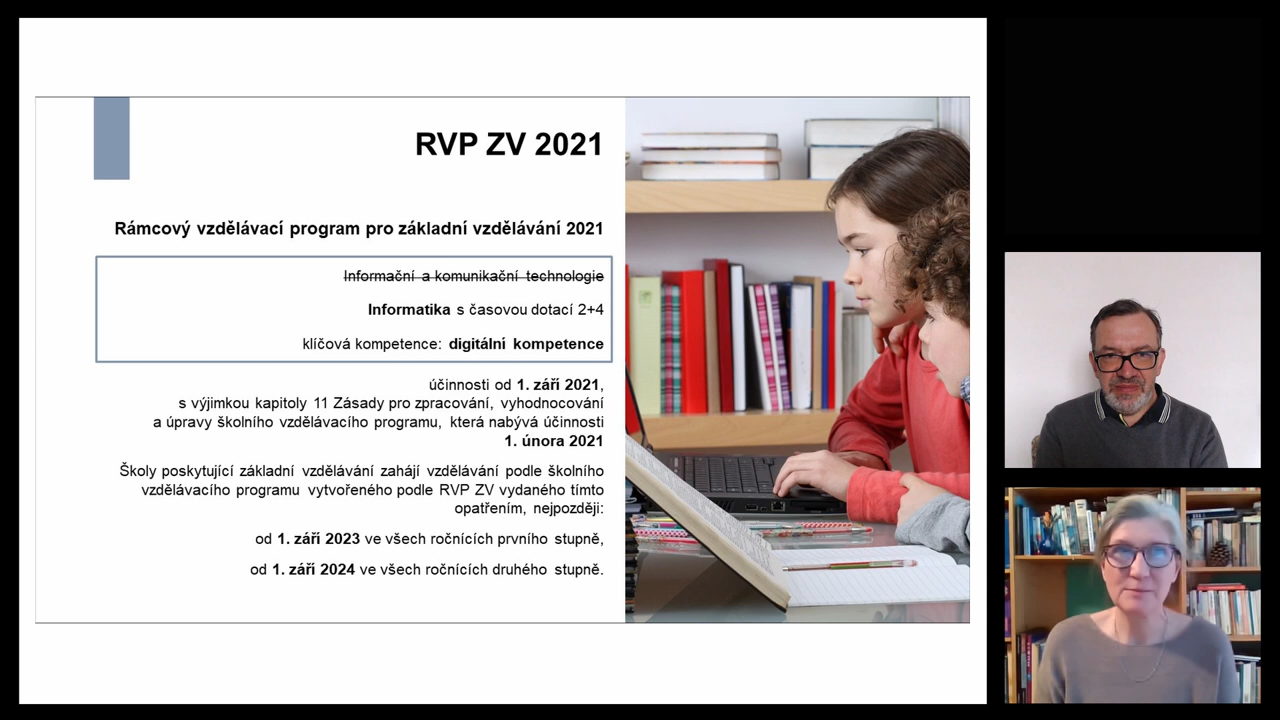 RVP ZV 2021
Rámcový vzdělávací program pro základní vzdělávání 2021
Informační a komunikační technologie
Informatika s časovou dotací 2+4
klíčová kompetence: digitální kompetence
účinnosti od 1. září 2021,
s výjimkou kapitoly 11 Zásady pro zpracování, vyhodnocování
a úpravy školního vzdělávacího programu, která nabývá účinnosti
1. února 2021
Školy poskytující základní vzdělávání zahájí vzdělávání podle školního
vzdělávacího programu vytvořeného podle RVP ZV vydaného tímto
opatřením, nejpozději:
od 1. září 2023 ve všech ročnících prvního stupně,
od 1. září 2024 ve všech ročnících druhého stupně.